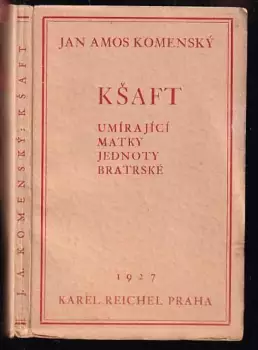 JAN AMOS KOMENSKÝ
KŠAFT
UMÍRAJÍCÍ
MATKY
JEDNOTY
BRATRSKÉ
1927
KAREL REICHEL PRAHA
J. A. KOMENSKÝ: KŠAFT